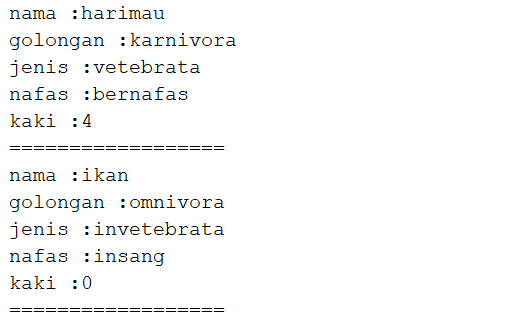 nama :harimau
golongan :karnivora
jenis :vetebrata
nafas :bernafas
kaki :4
==================
nama :ikan
golongan :omnivora
jenis :invetebrata
nafas :insang
kaki :0
==================